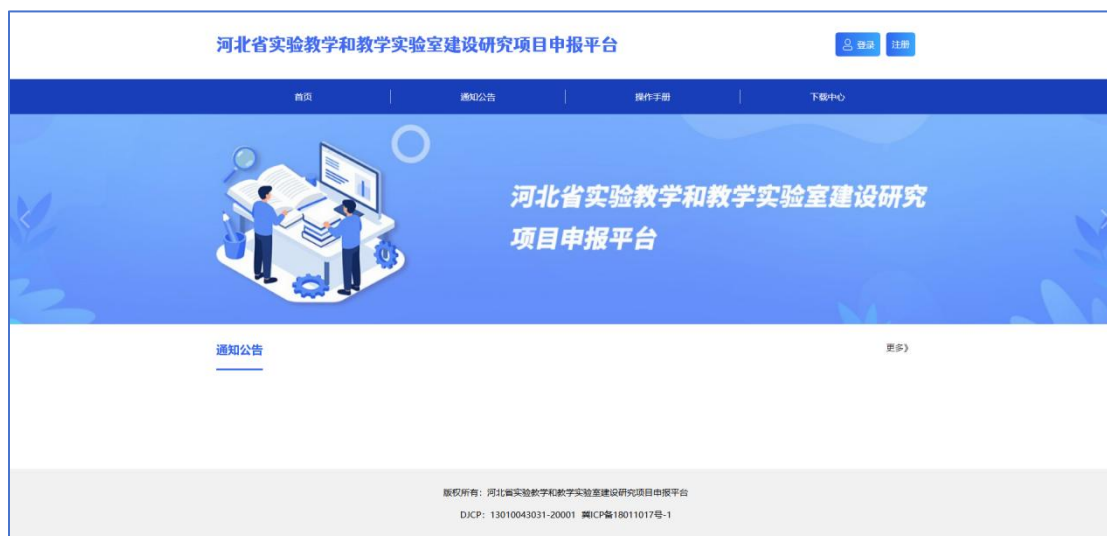 河北省实验教学和教学实验室建设研究项目申报平台
登录 注册
首页 通知公告 操作手册 下载中心
河北省实验教学和教学实验室建设研究
项目申报平台
通知公告 更多》
版权所有：河北省实验教学和教学实验室建设研究项目申报平台
DJCP：13010043031-20001 冀ICP备18011017号-1